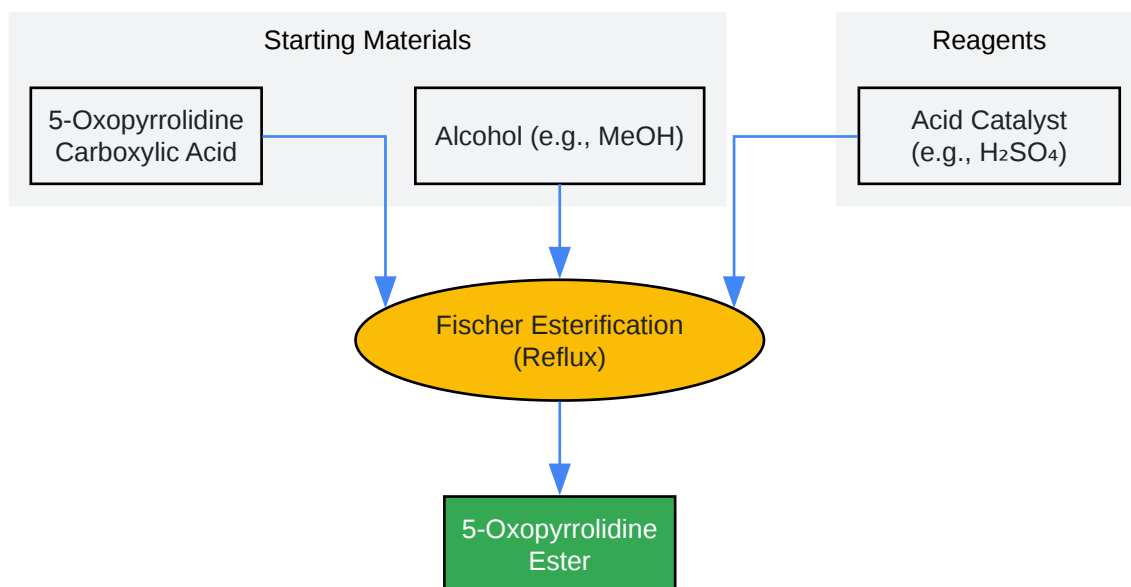 Starting Materials
Reagents
5-Oxopyrrolidine
Carboxylic Acid
Alcohol (e.g., MeOH)
Acid Catalyst
(e.g., H₂SO₄)
Fischer Esterification
(Reflux)
5-Oxopyrrolidine
Ester